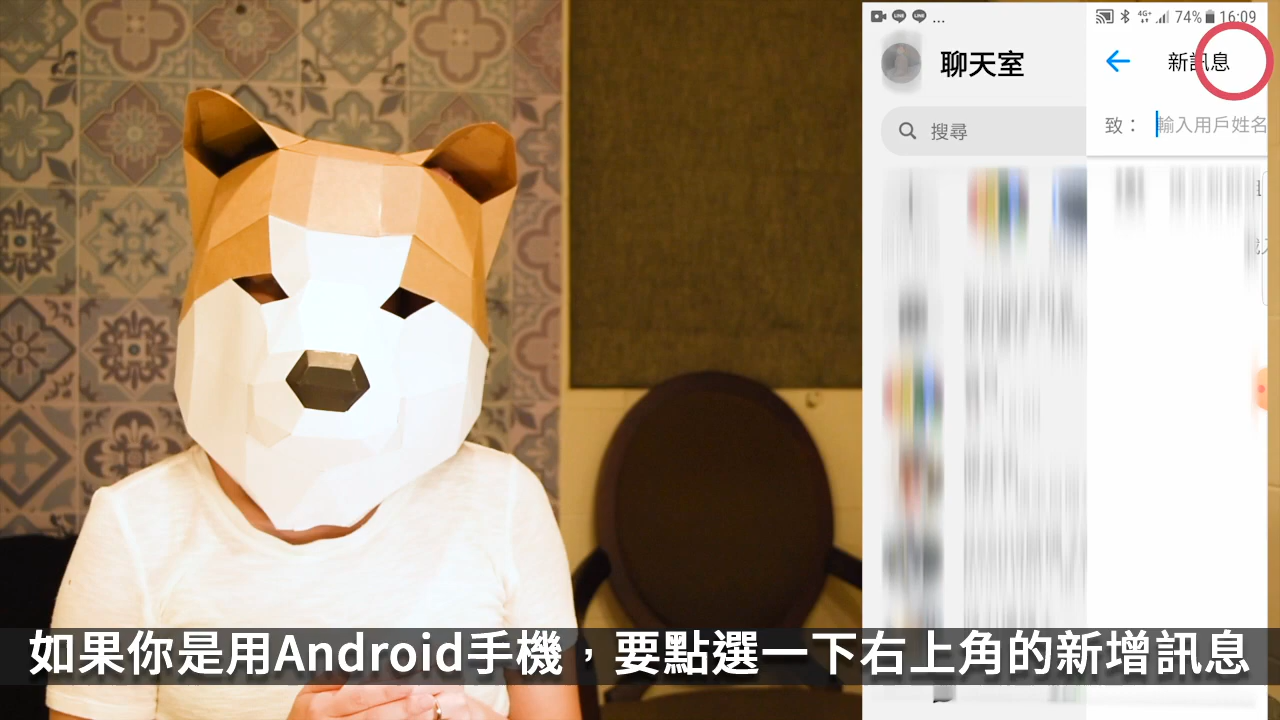 ... 4G+ 74% 16:09
聊天室
新訊息
搜尋
致：
輸入用戶姓名
如果你是用Android手機，要點選一下右上角的新增訊息